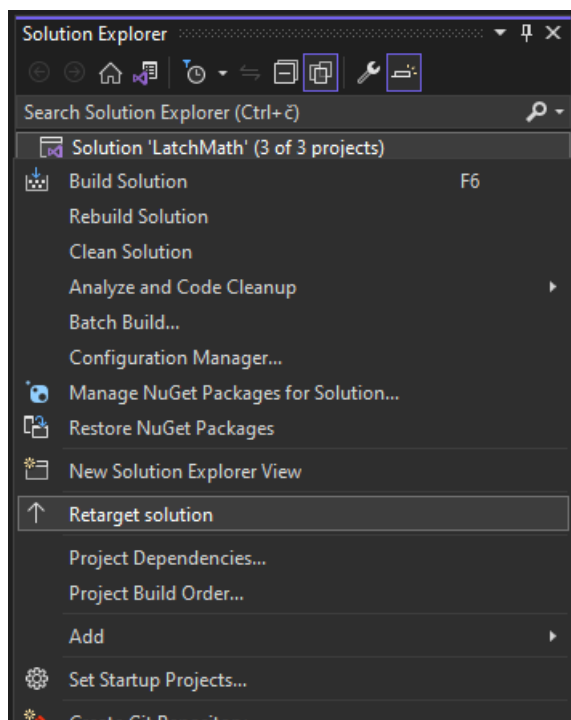 Solution Explorer
Search Solution Explorer (Ctrl+č)
Solution 'LatchMath' (3 of 3 projects)
Build Solution F6
Rebuild Solution
Clean Solution
Analyze and Code Cleanup
Batch Build...
Configuration Manager...
Manage NuGet Packages for Solution...
Restore NuGet Packages
New Solution Explorer View
Retarget solution
Project Dependencies...
Project Build Order...
Add
Set Startup Projects...